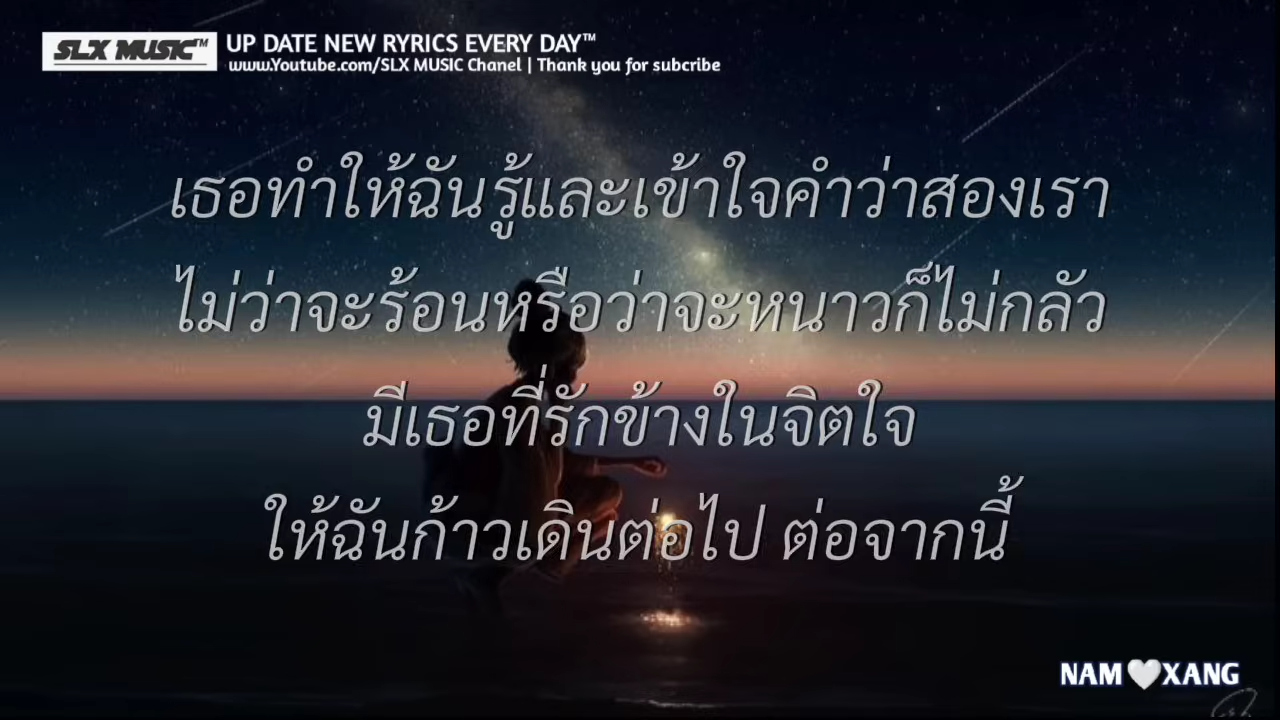 SLX MUSIC™
UP DATE NEW RYRICS EVERY DAY™
www.Youtube.com/SLX MUSIC Chanel | Thank you for subcribe
เธอทำให้ฉันรู้และเข้าใจคำว่าสองเรา
ไม่ว่าจะร้อนหรือว่าจะหนาวก็ไม่กลัว
มีเธอที่รักข้างในจิตใจ
ให้ฉันก้าวเดินต่อไป ต่อจากนี้
NAM🤍XANG